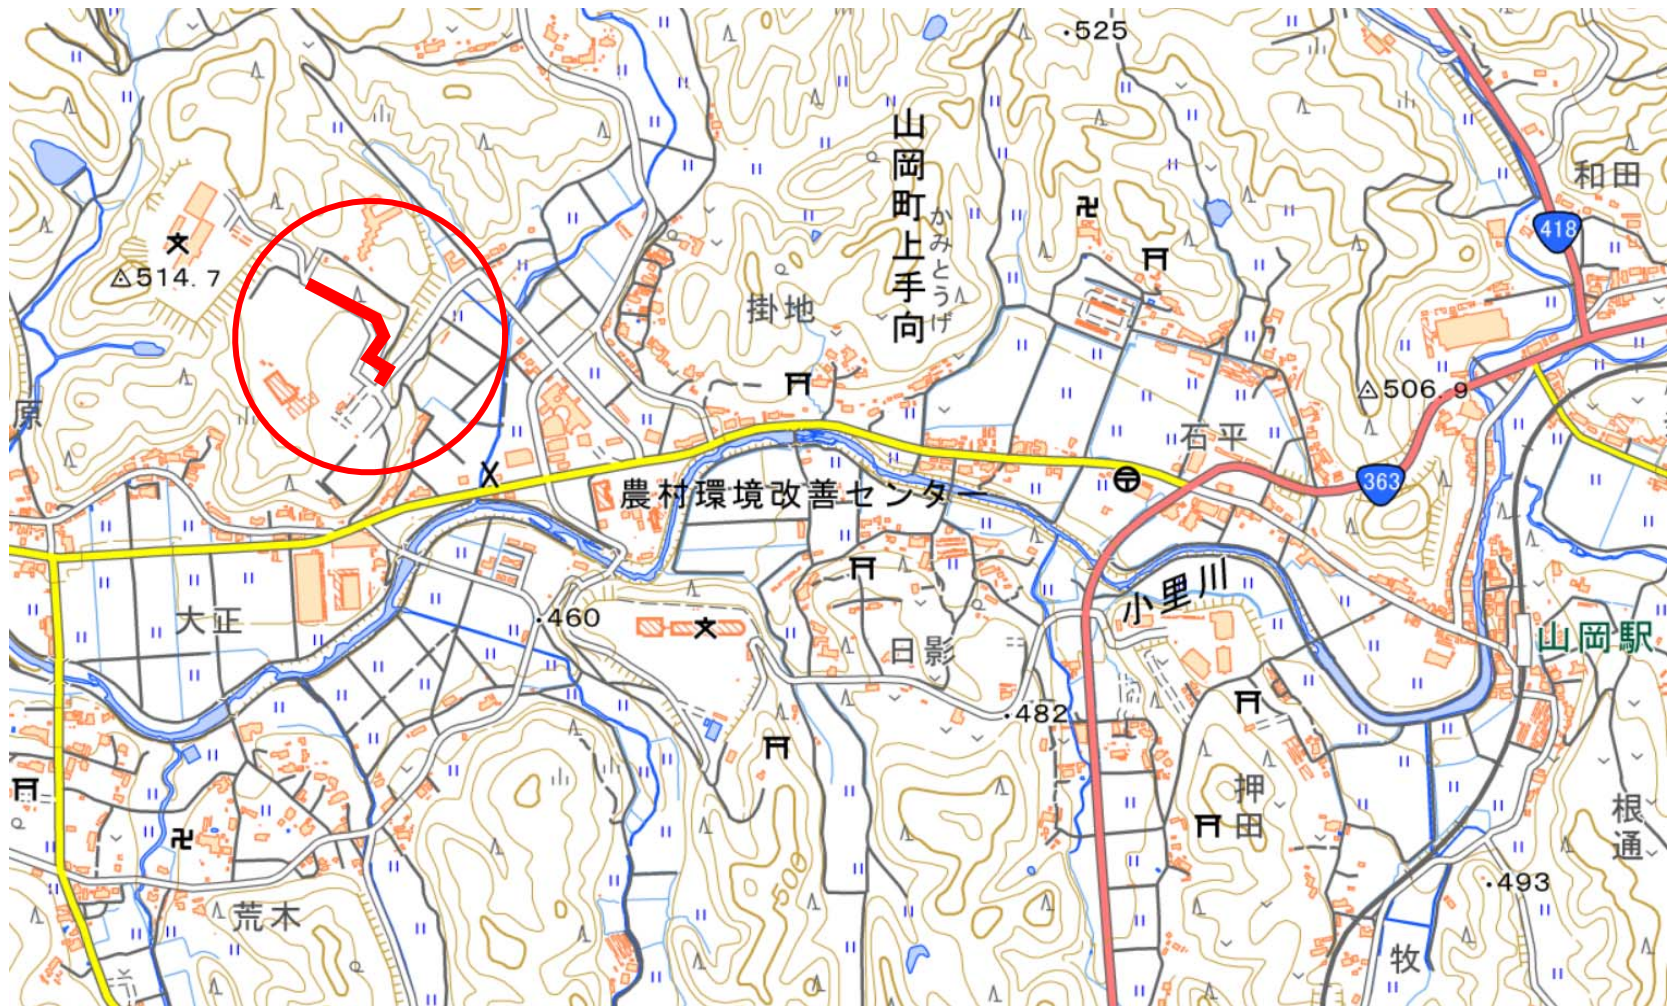 525
山岡町上手向
かみとうげ
和田
418
514.7
掛地
506.9
原
石平
363
農村環境改善センター
小里川
大正
460
日影
山岡駅
482
押田
根通
500
493
荒木
牧